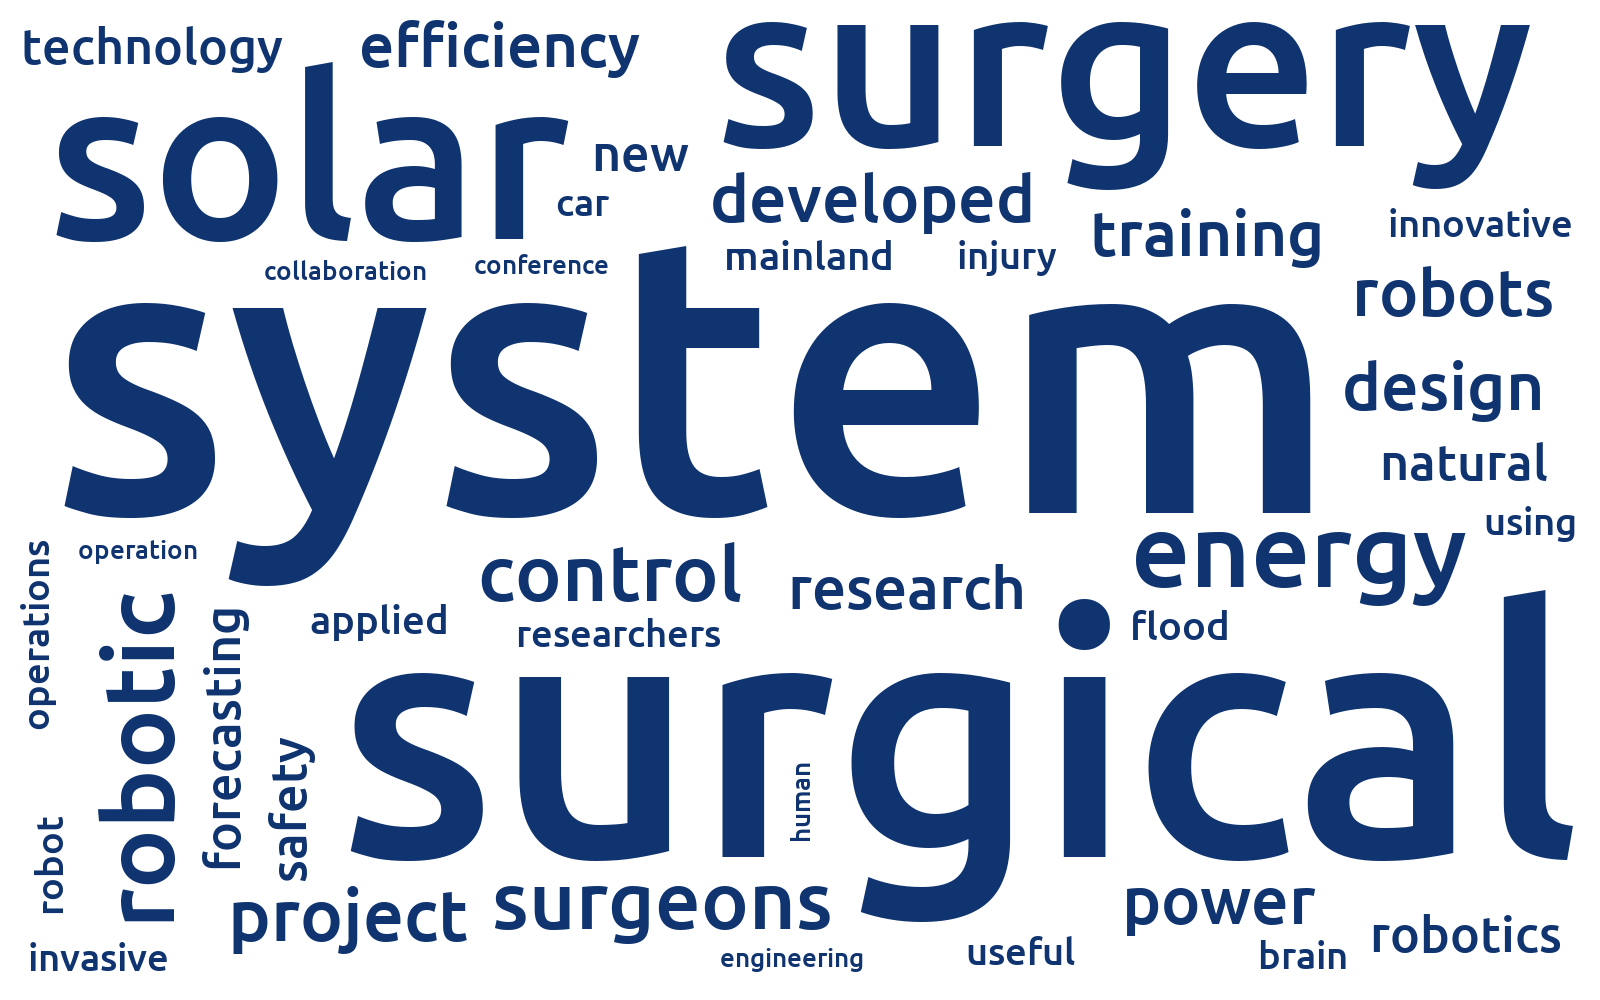 technology
efficiency
surgery
solar
new
car
developed
training
innovative
mainland
injury
collaboration
conference
robots
system
design
natural
using
energy
operation
operations
control
research
applied
researchers
flood
robotic
forecasting
safety
surgical
human
robot
project
surgeons
power
robotics
invasive
engineering
useful
brain